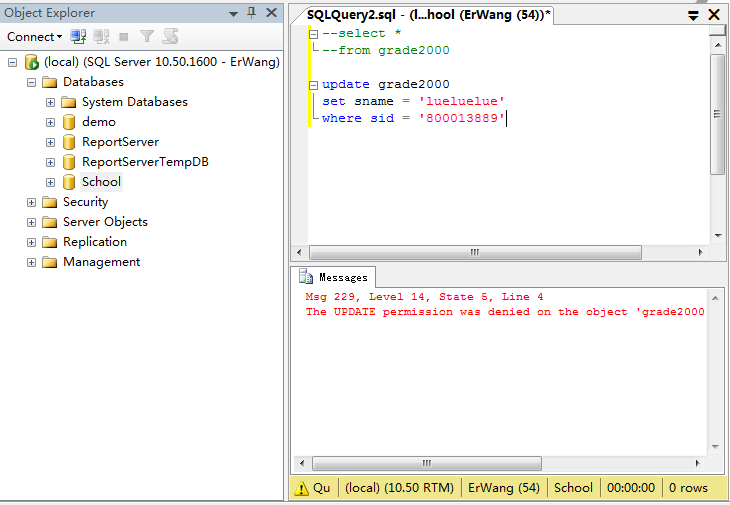 Object Explorer
Connect
(local) (SQL Server 10.50.1600 - ErWang)
Databases
System Databases
demo
ReportServer
ReportServerTempDB
School
Security
Server Objects
Replication
Management
SQLQuery2.sql - (l...hool (ErWang (54))*
--select *
--from grade2000
update grade2000
set sname = 'lueluelue'
where sid = '800013889'
Messages
Msg 229, Level 14, State 5, Line 4
The UPDATE permission was denied on the object 'grade2000
Qu (local) (10.50 RTM) ErWang (54) School 00:00:00 0 rows